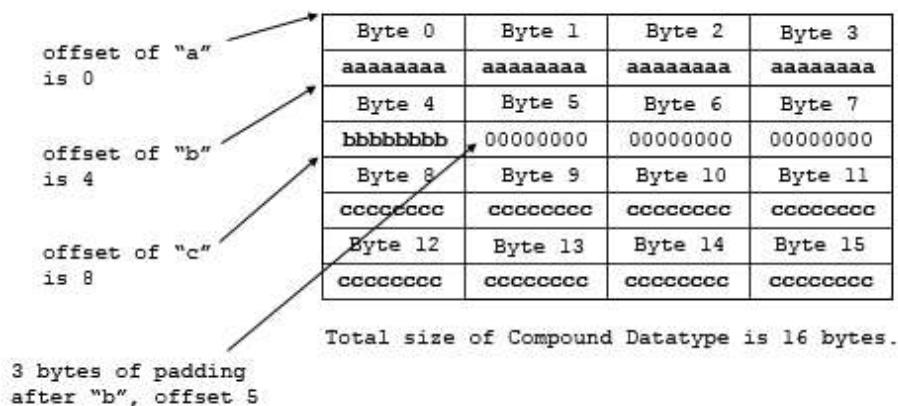 offset of "a"
is 0
offset of "b"
is 4
offset of "c"
is 8
3 bytes of padding
after "b", offset 5
Byte 0 Byte 1 Byte 2 Byte 3
aaaaaaaa aaaaaaaa aaaaaaaa aaaaaaaa
Byte 4 Byte 5 Byte 6 Byte 7
bbbbbbbb 00000000 00000000 00000000
Byte 8 Byte 9 Byte 10 Byte 11
cccccccc cccccccc cccccccc cccccccc
Byte 12 Byte 13 Byte 14 Byte 15
cccccccc cccccccc cccccccc cccccccc
Total size of Compound Datatype is 16 bytes.